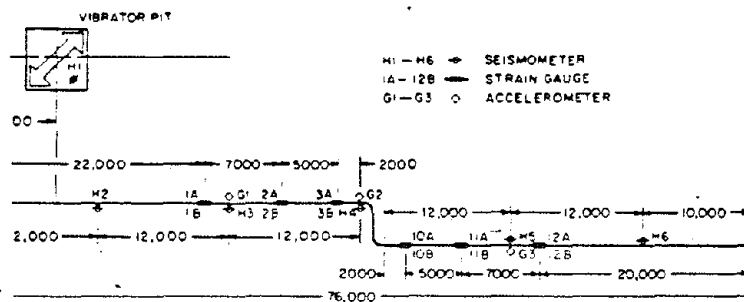 VIBRATOR PIT
H1
H1-H6 SEISMOMETER
1A-12B STRAIN GAUGE
G1-G3 ACCELEROMETER
00
22,000 7000 5000 2000
H2 1A G1 2A 3A G2
1B H3 2B 3B H4
12,000 12,000 10,000
2,000 12,000 12,000
10A 11A H5 12A H6
10B 11B G3 12B
2000 5000 7000 20,000
76,000